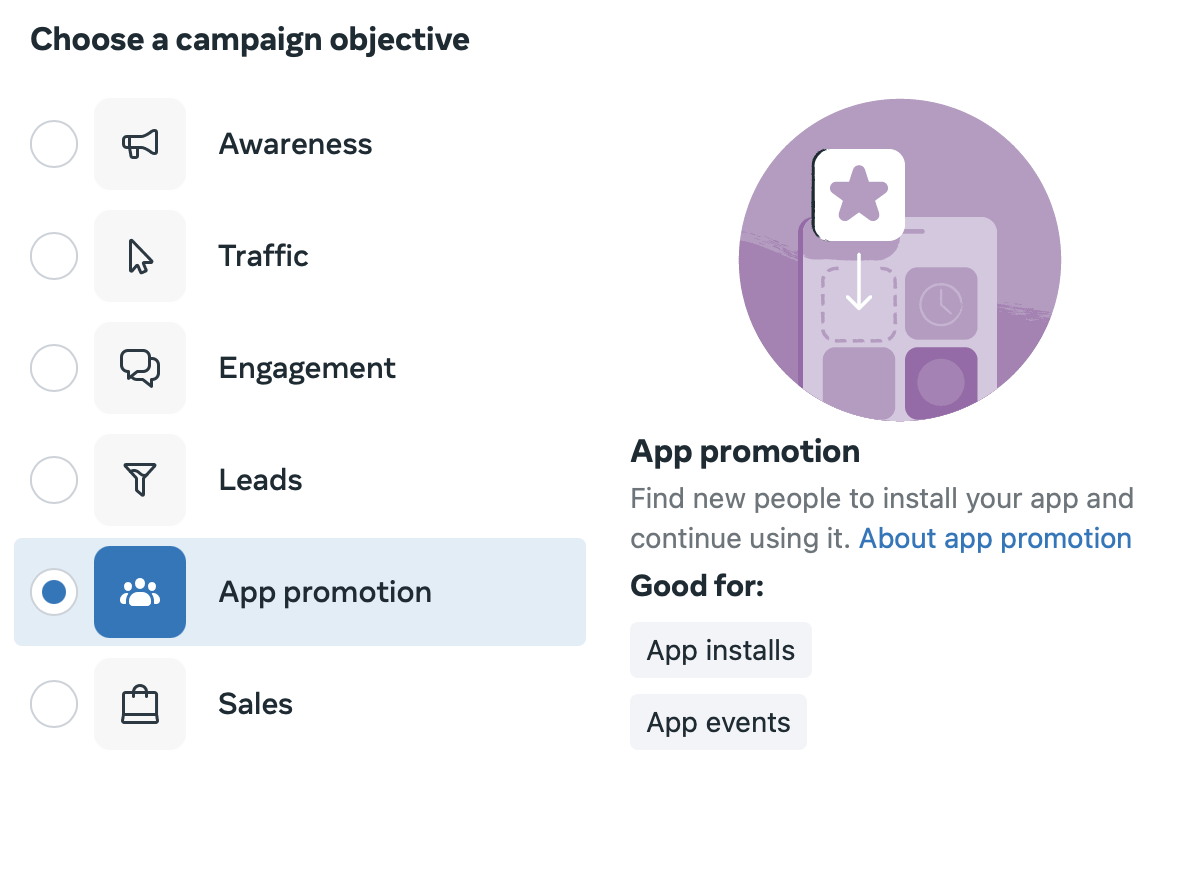 Choose a campaign objective
Awareness
Traffic
Engagement
Leads
App promotion
Sales
App promotion
Find new people to install your app and
continue using it. About app promotion
Good for:
App installs
App events